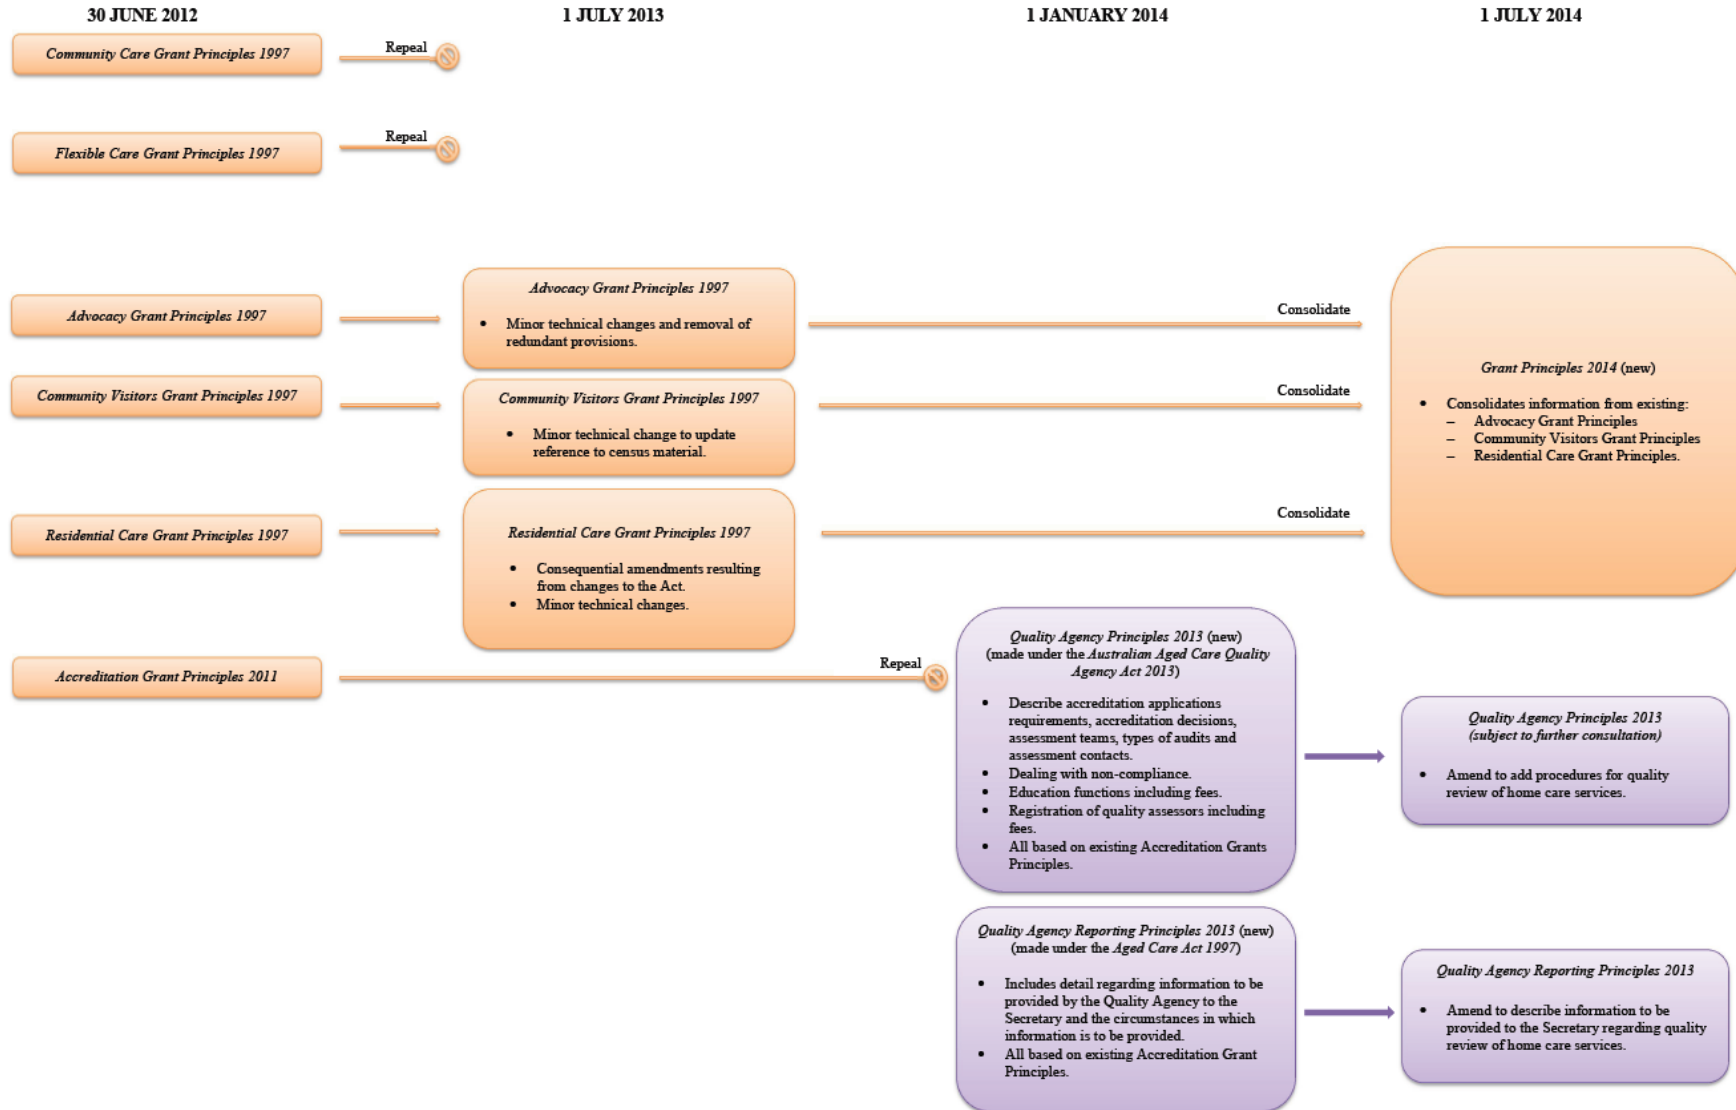 30 JUNE 2012
1 JULY 2013
1 JANUARY 2014
1 JULY 2014
Community Care Grant Principles 1997
Repeal
Flexible Care Grant Principles 1997
Repeal
Advocacy Grant Principles 1997
Advocacy Grant Principles 1997
• Minor technical changes and removal of
redundant provisions.
Consolidate
Community Visitors Grant Principles 1997
Community Visitors Grant Principles 1997
• Minor technical change to update
reference to census material.
Consolidate
Residential Care Grant Principles 1997
Residential Care Grant Principles 1997
• Consequential amendments resulting
from changes to the Act.
• Minor technical changes.
Consolidate
Grant Principles 2014 (new)
• Consolidates information from existing:
– Advocacy Grant Principles
– Community Visitors Grant Principles
– Residential Care Grant Principles.
Accreditation Grant Principles 2011
Repeal
Quality Agency Principles 2013 (new)
(made under the Australian Aged Care Quality
Agency Act 2013)
• Describe accreditation applications
requirements, accreditation decisions,
assessment teams, types of audits and
assessment contacts.
• Dealing with non-compliance.
• Education functions including fees.
• Registration of quality assessors including
fees.
• All based on existing Accreditation Grants
Principles.
Quality Agency Principles 2013
(subject to further consultation)
• Amend to add procedures for quality
review of home care services.
Quality Agency Reporting Principles 2013 (new)
(made under the Aged Care Act 1997)
• Includes detail regarding information to be
provided by the Quality Agency to the
Secretary and the circumstances in which
information is to be provided.
• All based on existing Accreditation Grant
Principles.
Quality Agency Reporting Principles 2013
• Amend to describe information to be
provided to the Secretary regarding quality
review of home care services.